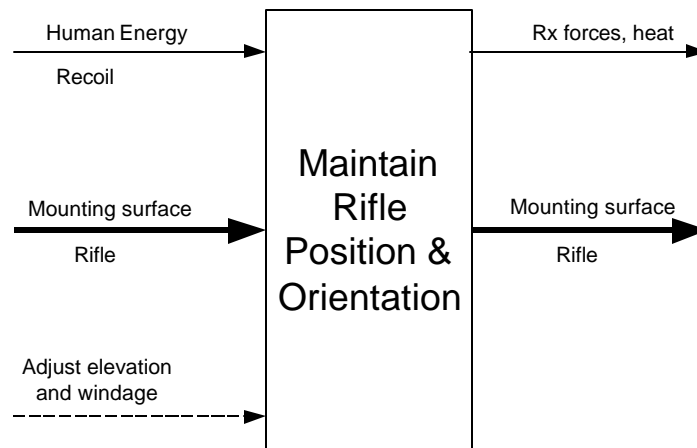 Human Energy
Recoil
Rx forces, heat
Maintain
Rifle
Position &
Orientation
Mounting surface
Rifle
Mounting surface
Rifle
Adjust elevation
and windage